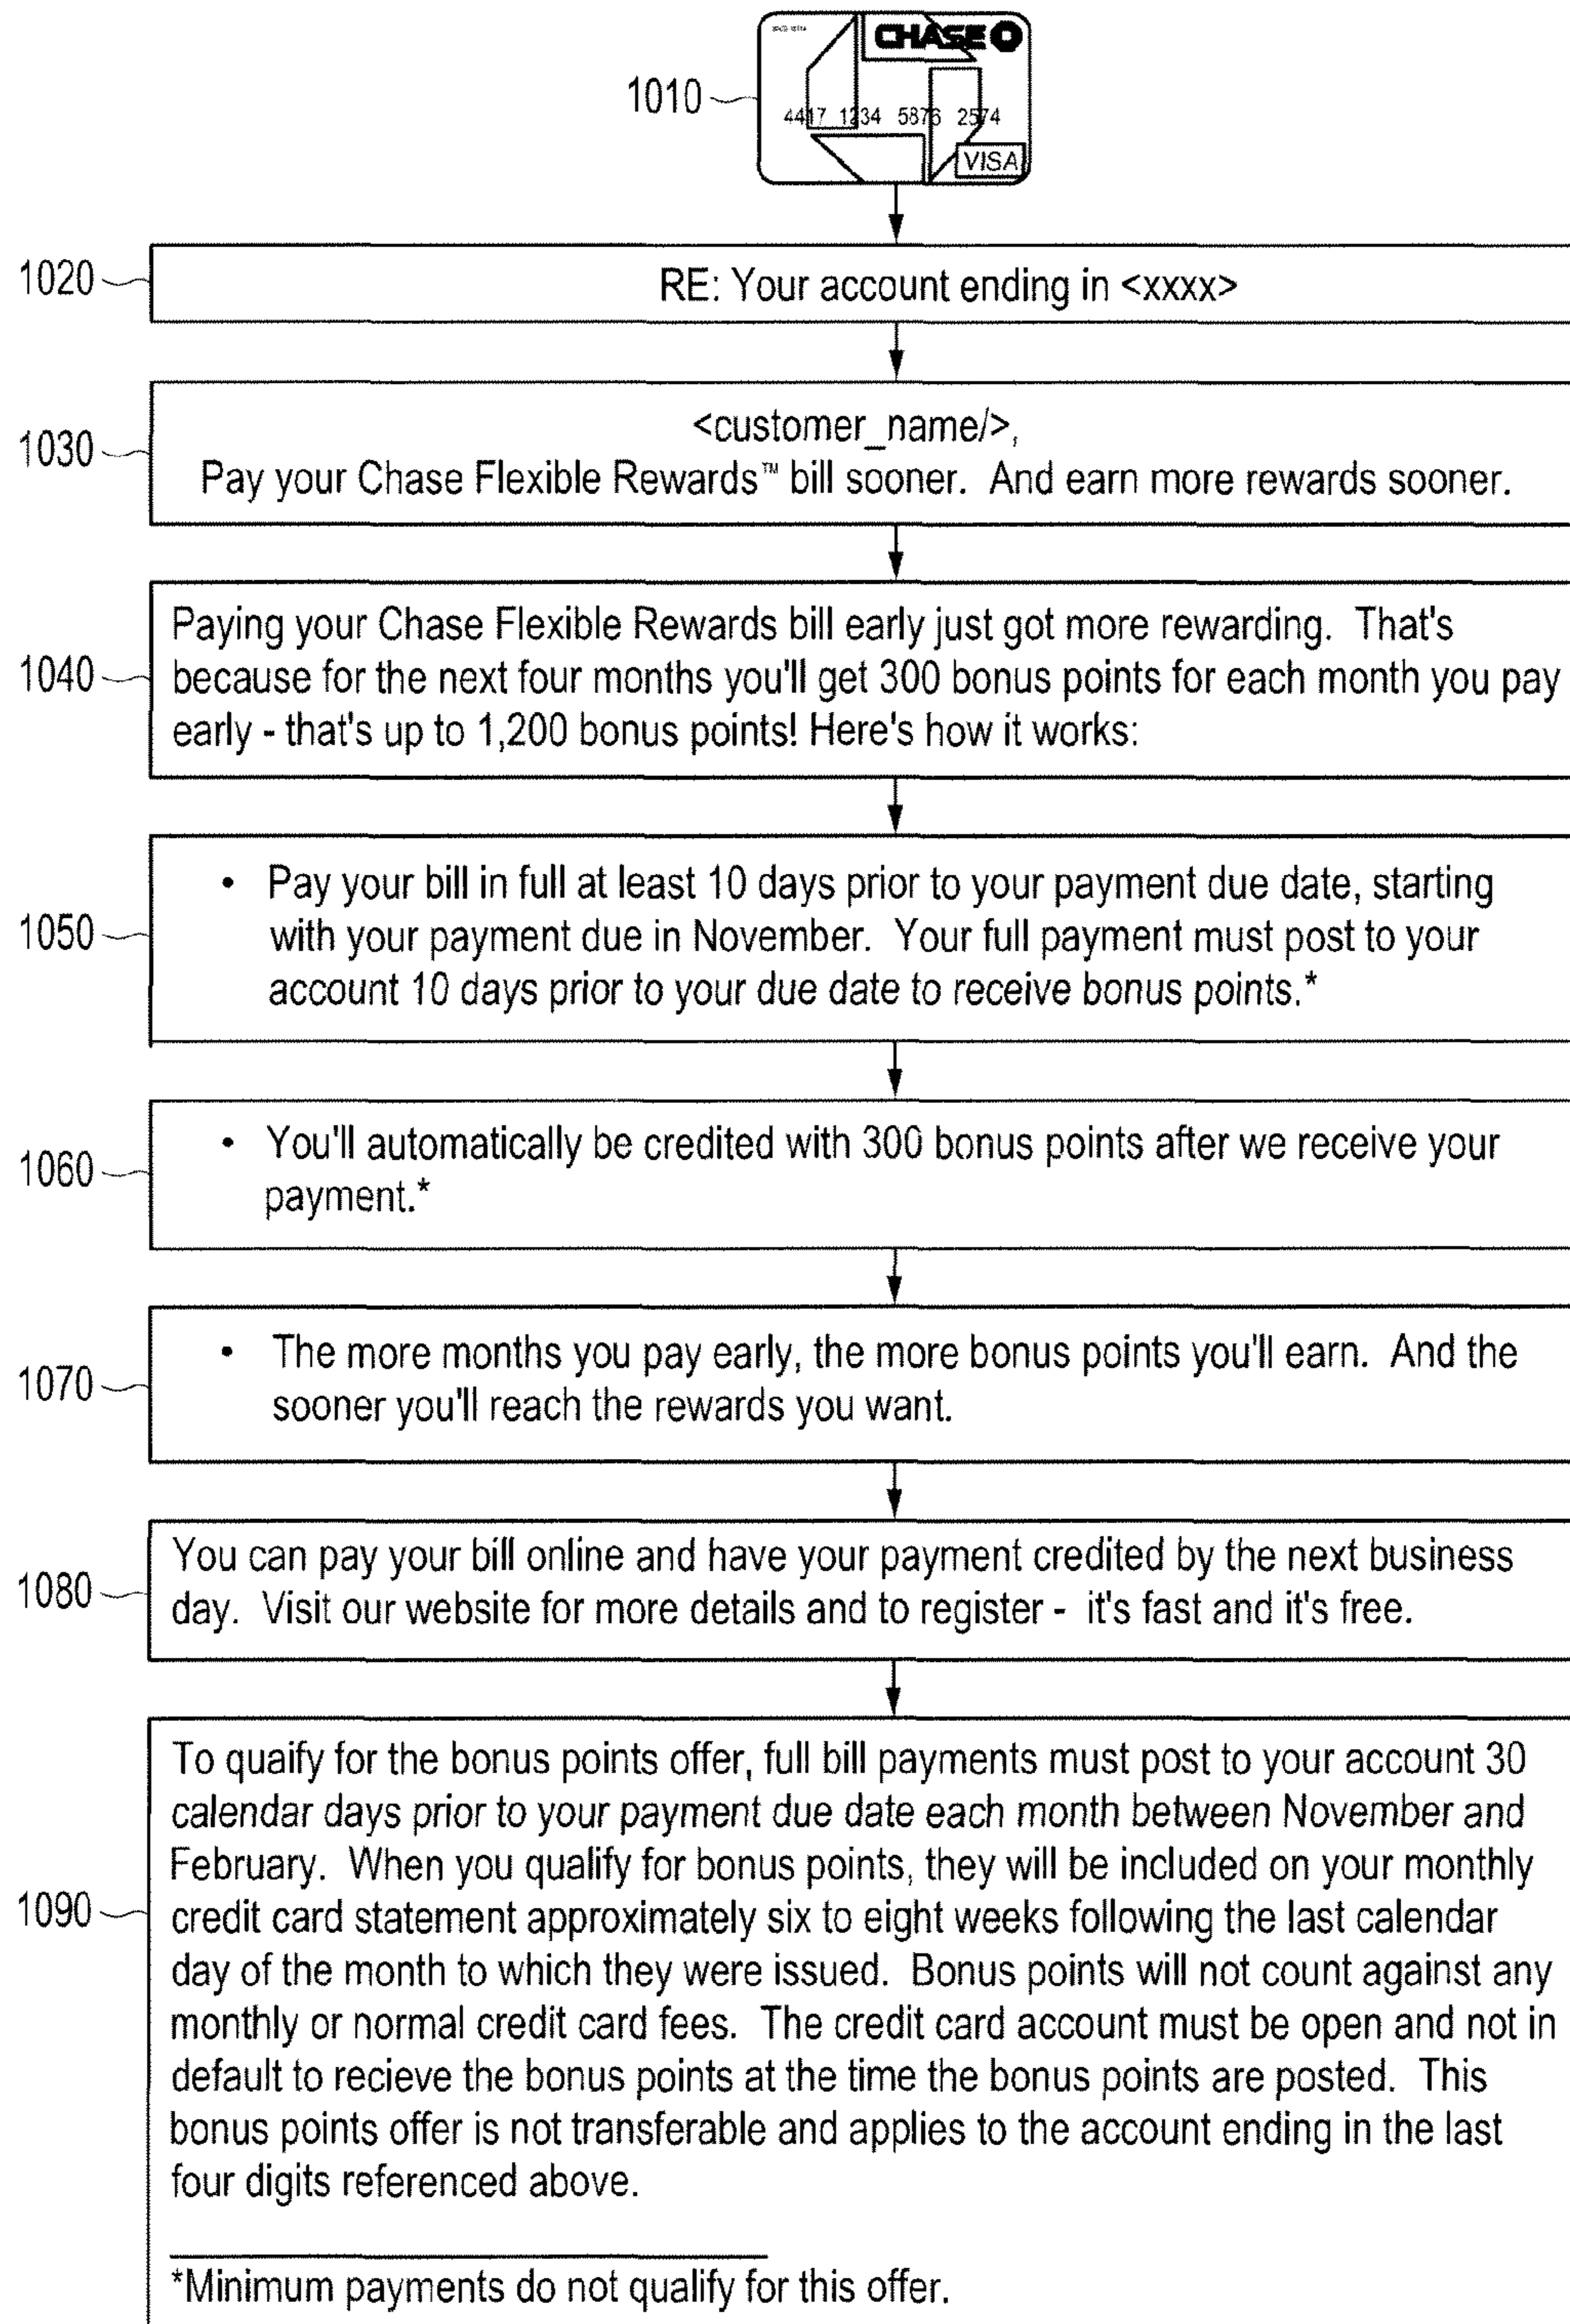 CHASE
1010
4417 1234 5876 2574
VISA
1020
RE: Your account ending in <xxxx>
1030
<customer_name/>,
Pay your Chase Flexible Rewards™ bill sooner. And earn more rewards sooner.
1040
Paying your Chase Flexible Rewards bill early just got more rewarding. That's
because for the next four months you'll get 300 bonus points for each month you pay
early - that's up to 1,200 bonus points! Here's how it works:
1050
• Pay your bill in full at least 10 days prior to your payment due date, starting
with your payment due in November. Your full payment must post to your
account 10 days prior to your due date to receive bonus points.*
1060
• You'll automatically be credited with 300 bonus points after we receive your
payment.*
1070
• The more months you pay early, the more bonus points you'll earn. And the
sooner you'll reach the rewards you want.
1080
You can pay your bill online and have your payment credited by the next business
day. Visit our website for more details and to register - it's fast and it's free.
1090
To quaify for the bonus points offer, full bill payments must post to your account 30
calendar days prior to your payment due date each month between November and
February. When you qualify for bonus points, they will be included on your monthly
credit card statement approximately six to eight weeks following the last calendar
day of the month to which they were issued. Bonus points will not count against any
monthly or normal credit card fees. The credit card account must be open and not in
default to recieve the bonus points at the time the bonus points are posted. This
bonus points offer is not transferable and applies to the account ending in the last
four digits referenced above.
*Minimum payments do not qualify for this offer.